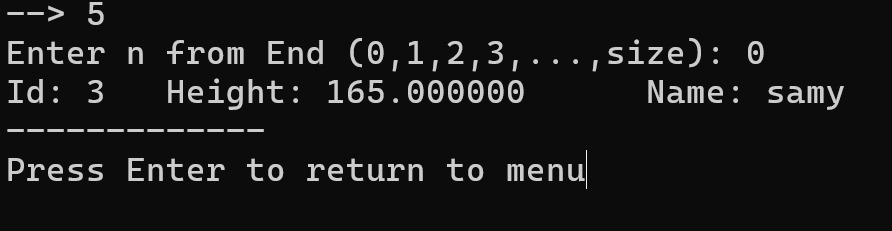 --> 5
Enter n from End (0,1,2,3,...,size): 0
Id: 3   Height: 165.000000      Name: samy
-------------
Press Enter to return to menu